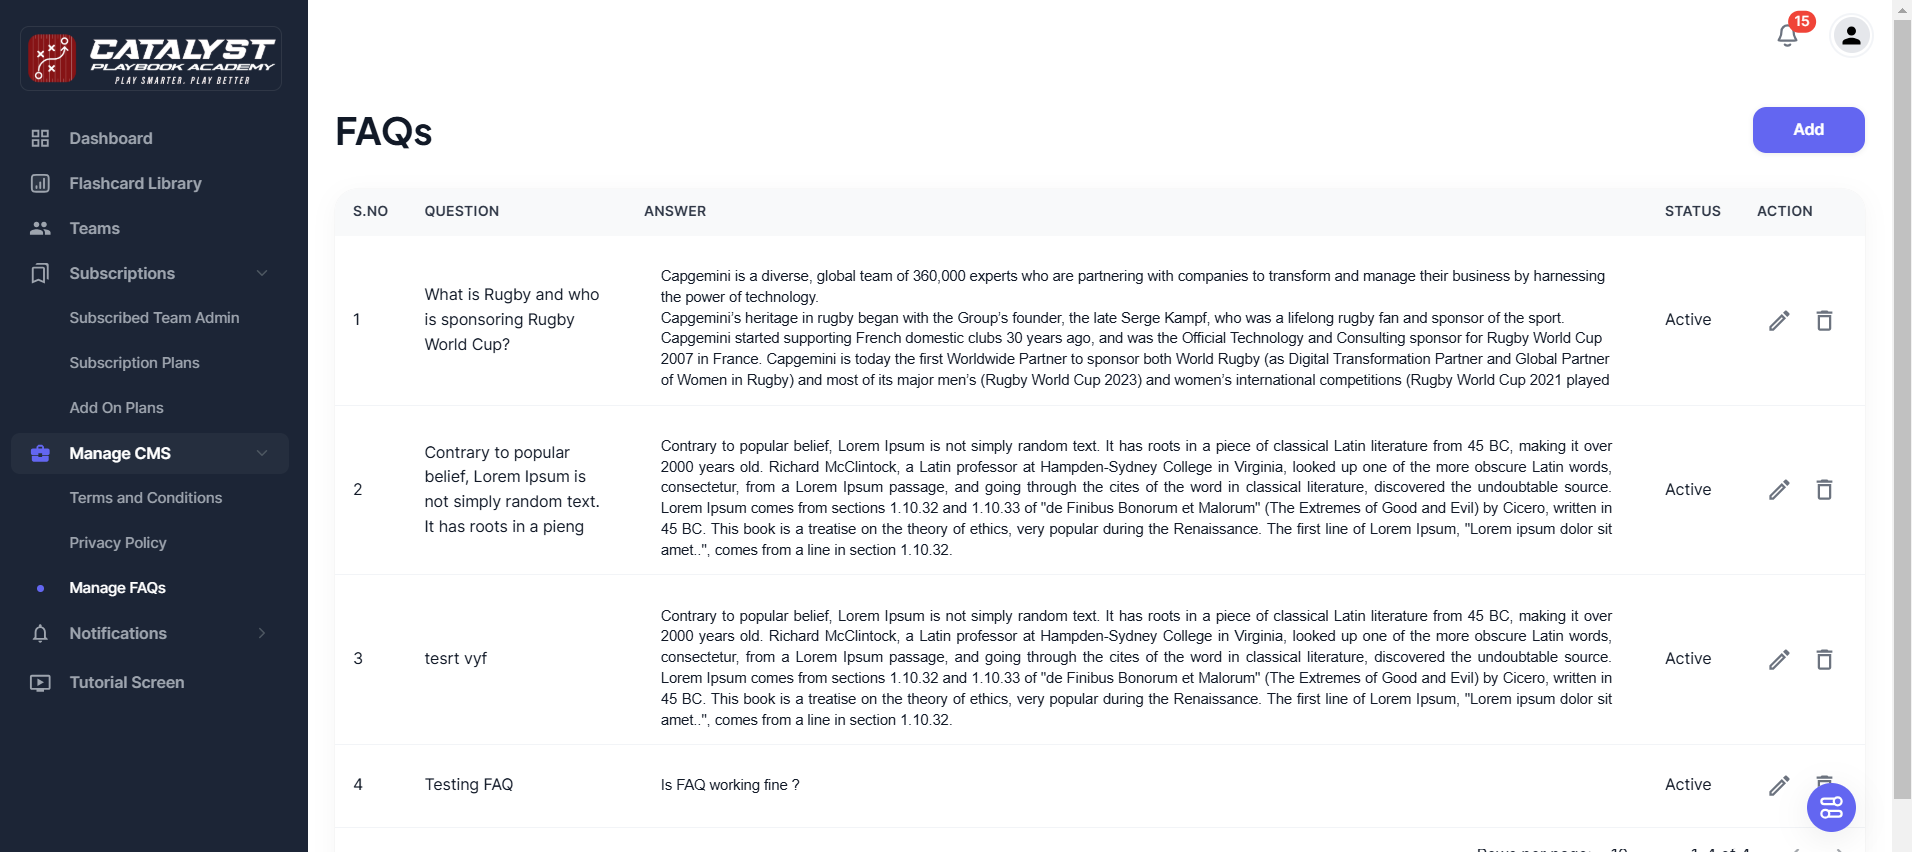 CATALYST
PLAYBOOK ACADEMY
PLAY SMARTER. PLAY BETTER
15
Dashboard
Flashcard Library
Teams
Subscriptions
Subscribed Team Admin
Subscription Plans
Add On Plans
Manage CMS
Terms and Conditions
Privacy Policy
Manage FAQs
Notifications
Tutorial Screen
FAQs
Add
S.NO QUESTION ANSWER STATUS ACTION
1
What is Rugby and who
is sponsoring Rugby
World Cup?
Capgemini is a diverse, global team of 360,000 experts who are partnering with companies to transform and manage their business by harnessing
the power of technology.
Capgemini’s heritage in rugby began with the Group’s founder, the late Serge Kampf, who was a lifelong rugby fan and sponsor of the sport.
Capgemini started supporting French domestic clubs 30 years ago, and was the Official Technology and Consulting sponsor for Rugby World Cup
2007 in France. Capgemini is today the first Worldwide Partner to sponsor both World Rugby (as Digital Transformation Partner and Global Partner
of Women in Rugby) and most of its major men’s (Rugby World Cup 2023) and women’s international competitions (Rugby World Cup 2021 played
Active
2
Contrary to popular
belief, Lorem Ipsum is
not simply random text.
It has roots in a pieng
Contrary to popular belief, Lorem Ipsum is not simply random text. It has roots in a piece of classical Latin literature from 45 BC, making it over
2000 years old. Richard McClintock, a Latin professor at Hampden-Sydney College in Virginia, looked up one of the more obscure Latin words,
consectetur, from a Lorem Ipsum passage, and going through the cites of the word in classical literature, discovered the undoubtable source.
Lorem Ipsum comes from sections 1.10.32 and 1.10.33 of "de Finibus Bonorum et Malorum" (The Extremes of Good and Evil) by Cicero, written in
45 BC. This book is a treatise on the theory of ethics, very popular during the Renaissance. The first line of Lorem Ipsum, "Lorem ipsum dolor sit
amet..", comes from a line in section 1.10.32.
Active
3
tesrt vyf
Contrary to popular belief, Lorem Ipsum is not simply random text. It has roots in a piece of classical Latin literature from 45 BC, making it over
2000 years old. Richard McClintock, a Latin professor at Hampden-Sydney College in Virginia, looked up one of the more obscure Latin words,
consectetur, from a Lorem Ipsum passage, and going through the cites of the word in classical literature, discovered the undoubtable source.
Lorem Ipsum comes from sections 1.10.32 and 1.10.33 of "de Finibus Bonorum et Malorum" (The Extremes of Good and Evil) by Cicero, written in
45 BC. This book is a treatise on the theory of ethics, very popular during the Renaissance. The first line of Lorem Ipsum, "Lorem ipsum dolor sit
amet..", comes from a line in section 1.10.32.
Active
4
Testing FAQ
Is FAQ working fine ?
Active